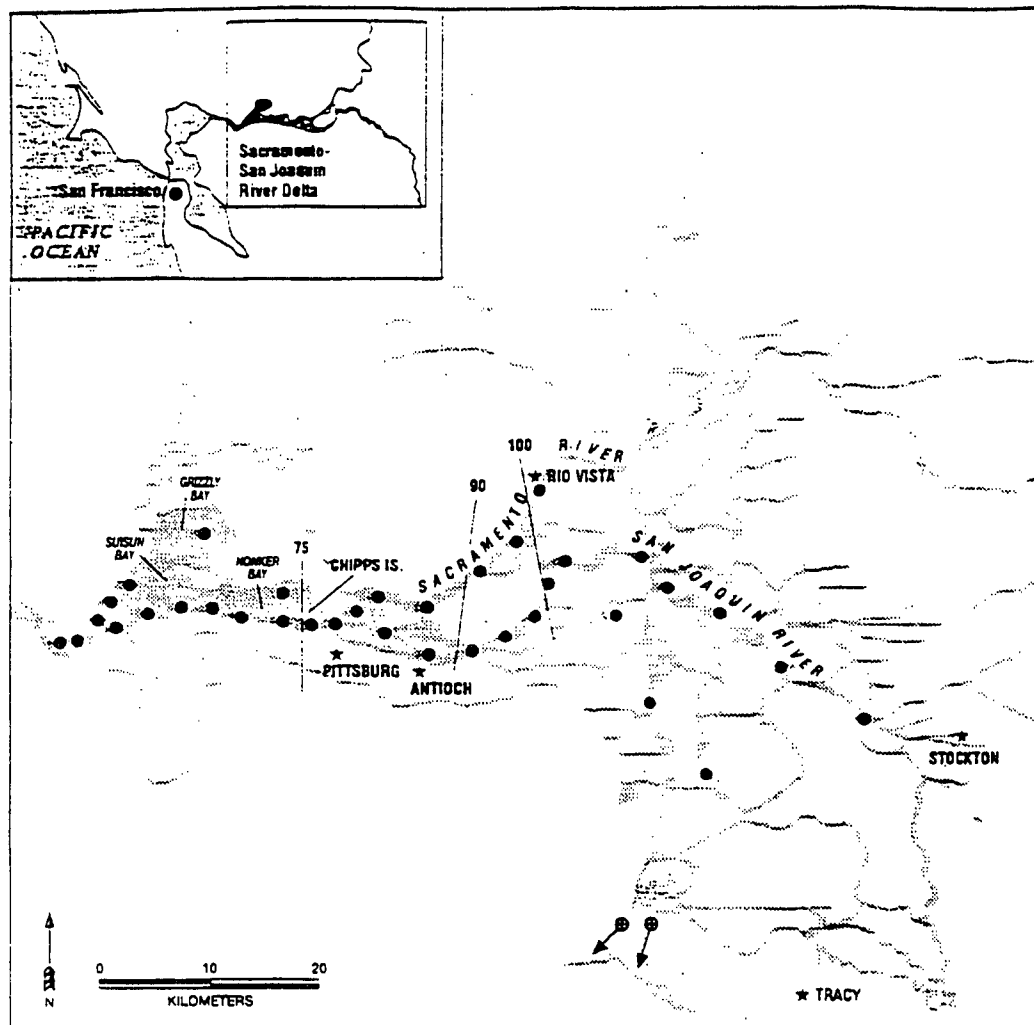 Sacramento-
San Joaquin
River Delta
San Francisco
PACIFIC
OCEAN
100
RIVER
RIO VISTA
90
SACRAMENTO
GRIZZLY
BAY
SUISUN
BAY
HONKER
BAY
75
CHIPPS IS.
SAN JOAQUIN RIVER
PITTSBURG
ANTIOCH
STOCKTON
N
0
10
20
KILOMETERS
TRACY